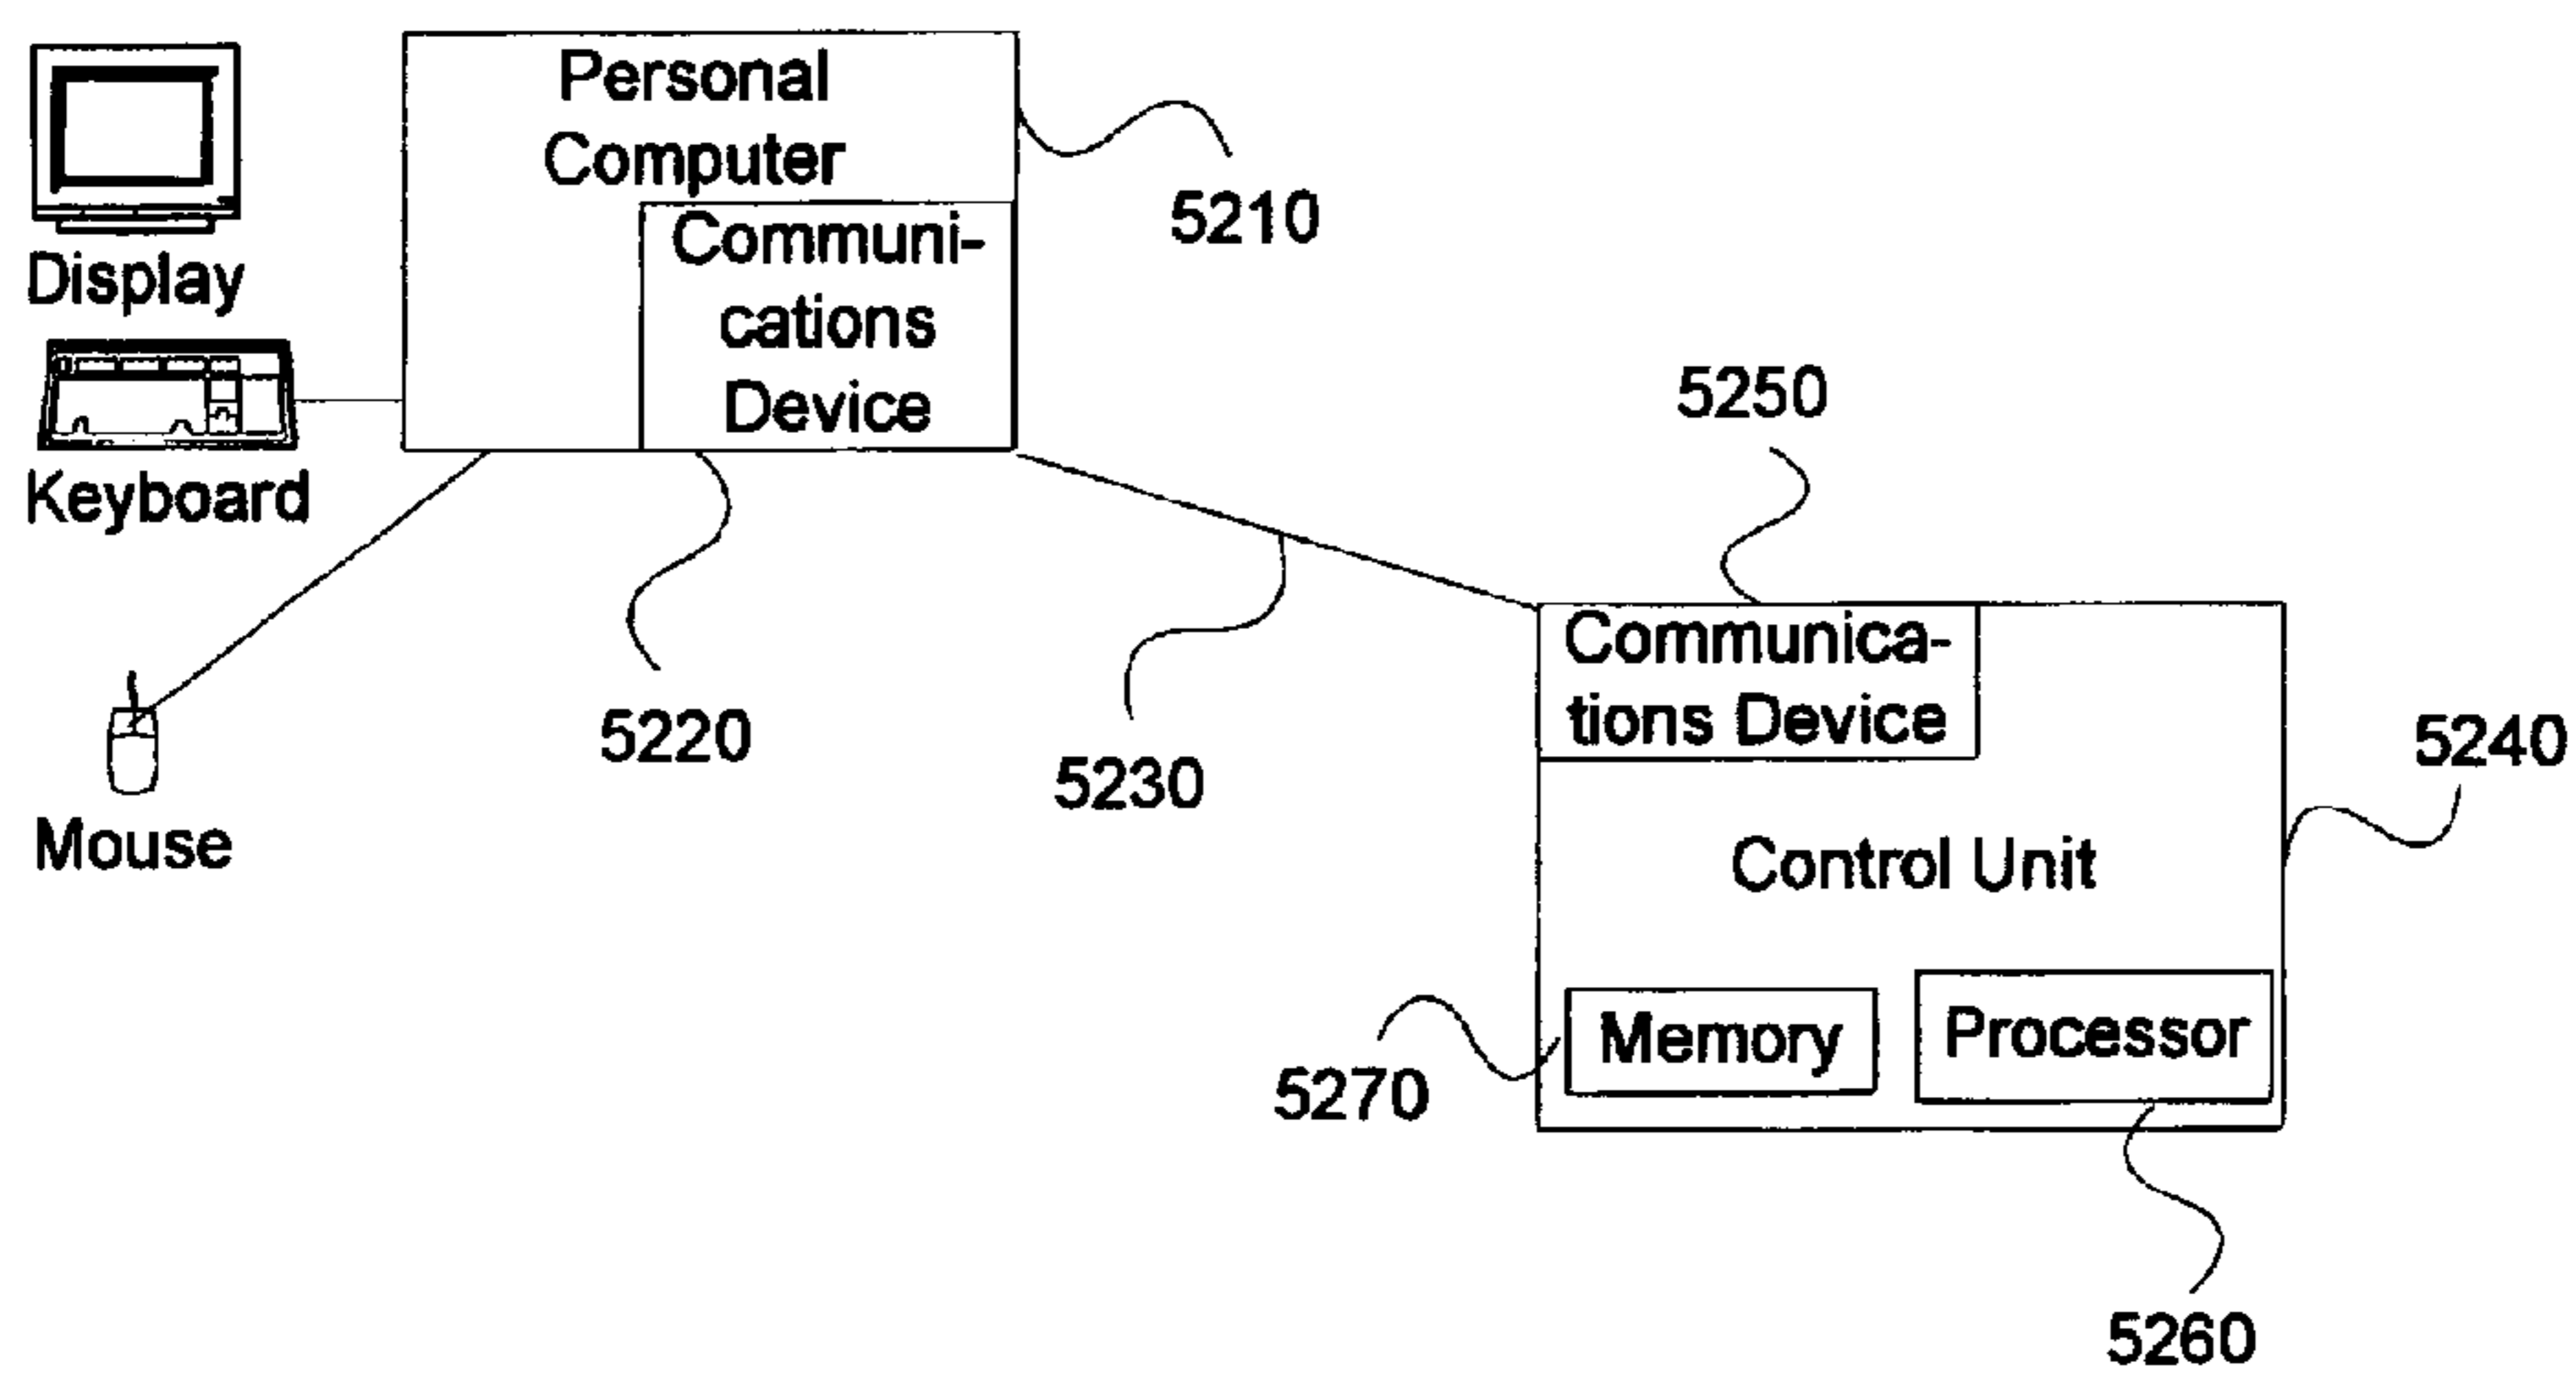 Personal
Computer
Communi-
cations
Device
5210
Display
Keyboard
Mouse
5220
5230
5250
Communica-
tions Device
5240
Control Unit
Memory
Processor
5270
5260